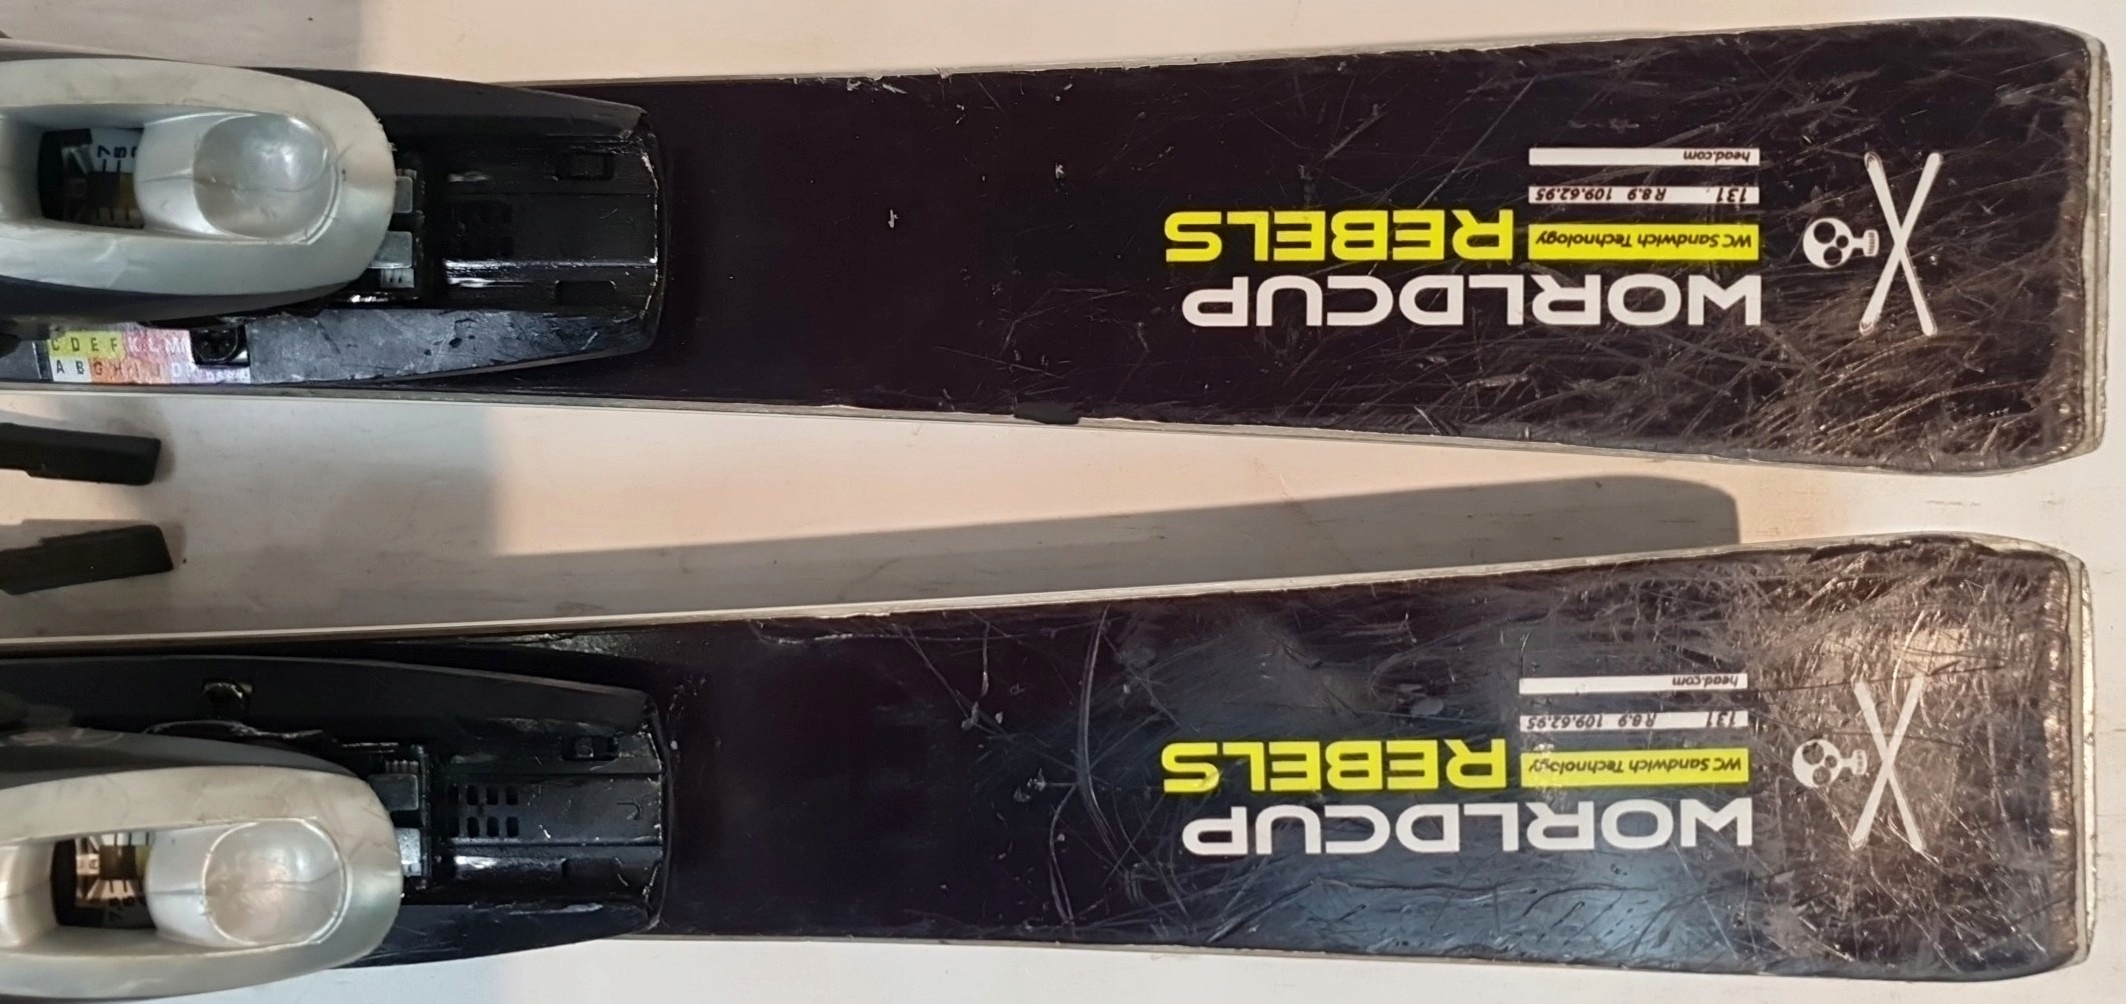 WORLDCUP
REBELS
WC Sandwich Technology
131 R 8.9 109.62.95
head.com
C D E F K L M
A B G H I J O P
WORLDCUP
REBELS
WC Sandwich Technology
131 R 8.9 109.62.95
head.com